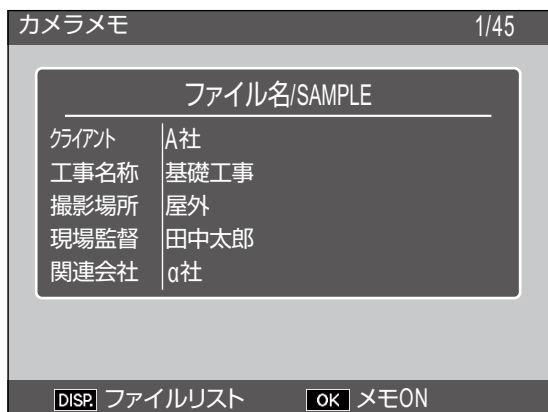 カメラメモ 1/45
ファイル名/SAMPLE
クライアント A社
工事名称 基礎工事
撮影場所 屋外
現場監督 田中太郎
関連会社 α社
DISP. ファイルリスト OK メモON